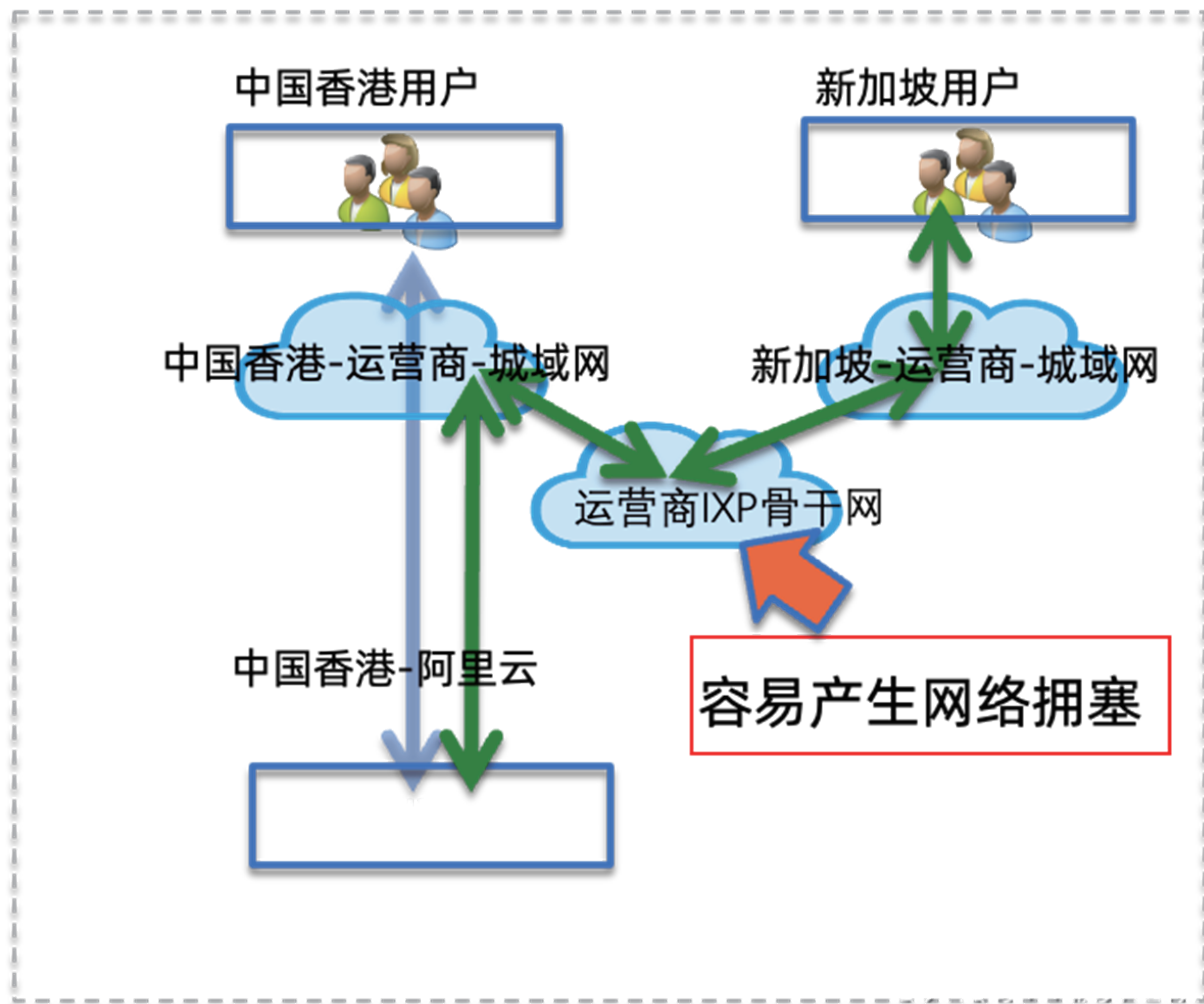 中国香港用户
新加坡用户
中国香港-运营商-城域网
新加坡-运营商-城域网
运营商IXP骨干网
中国香港-阿里云
容易产生网络拥塞